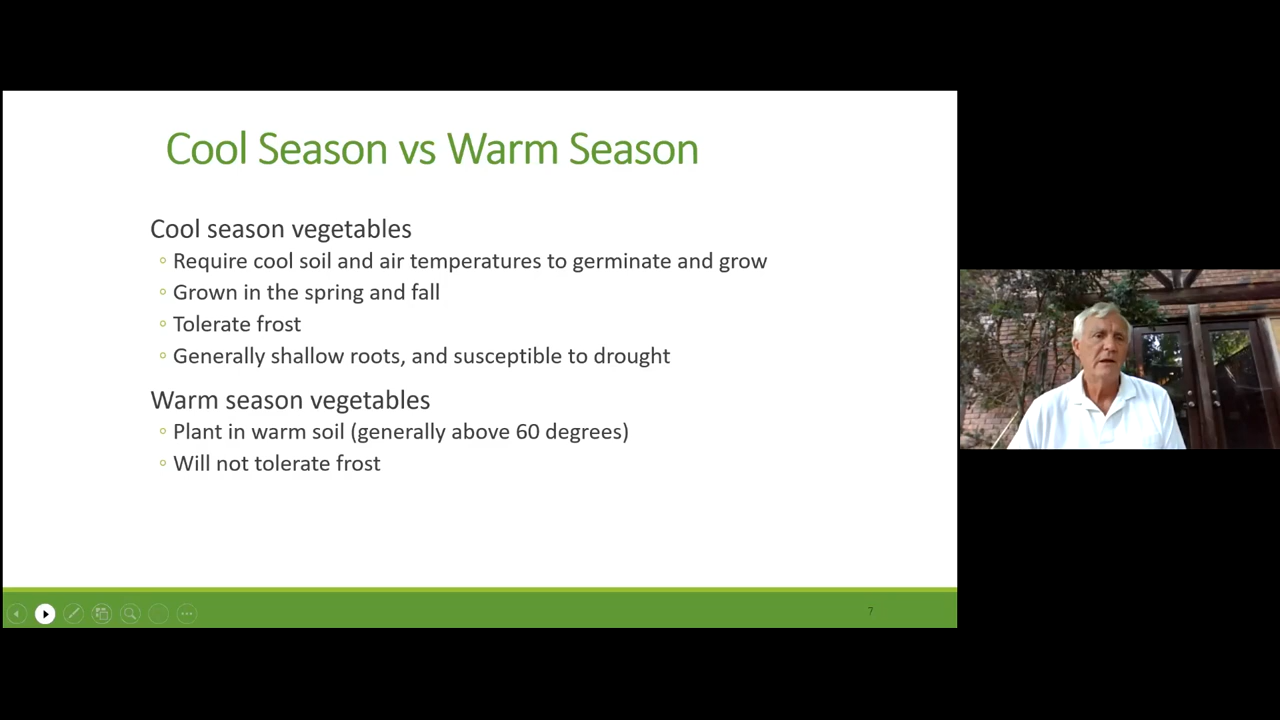 Cool Season vs Warm Season
Cool season vegetables
◦ Require cool soil and air temperatures to germinate and grow
◦ Grown in the spring and fall
◦ Tolerate frost
◦ Generally shallow roots, and susceptible to drought
Warm season vegetables
◦ Plant in warm soil (generally above 60 degrees)
◦ Will not tolerate frost
7